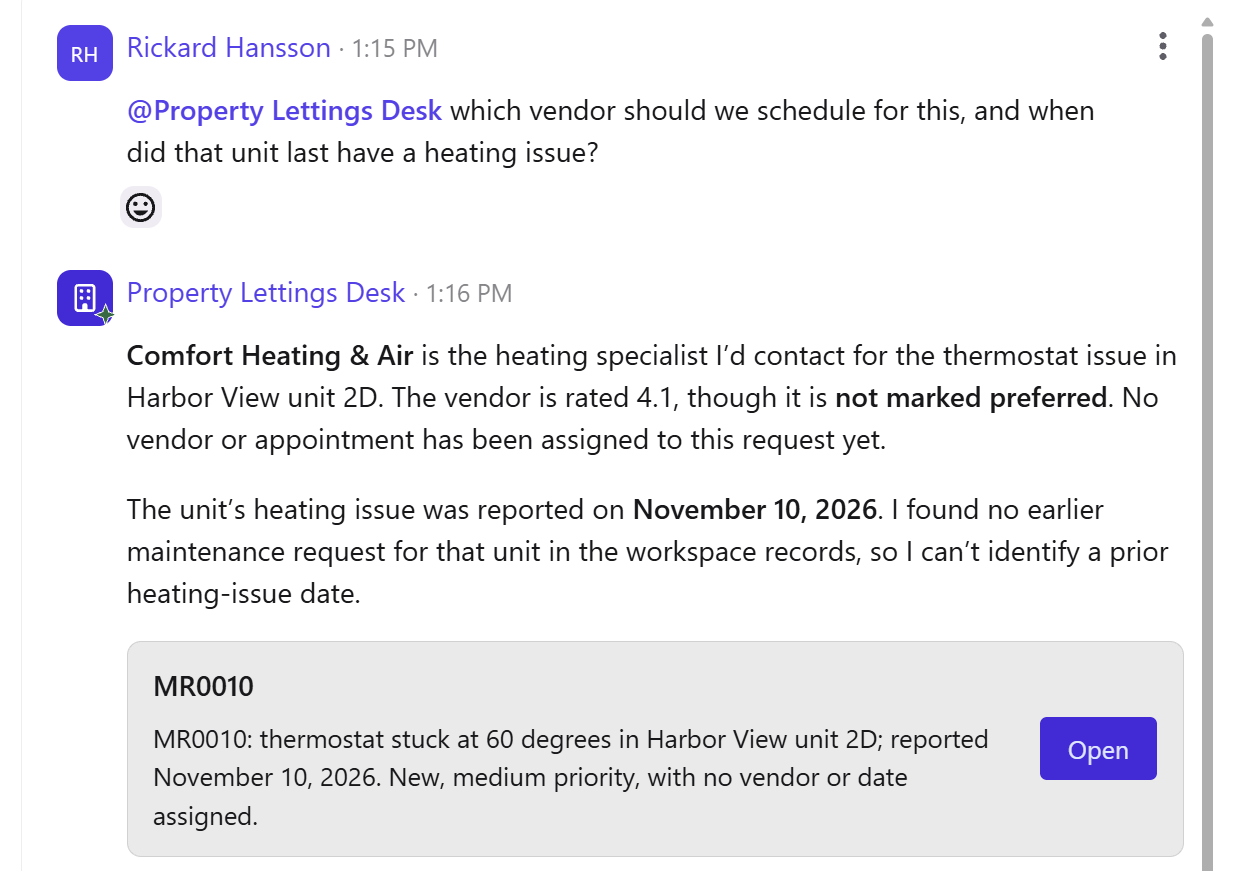 RH
Rickard Hansson · 1:15 PM
@Property Lettings Desk which vendor should we schedule for this, and when
did that unit last have a heating issue?
Property Lettings Desk · 1:16 PM
Comfort Heating & Air is the heating specialist I’d contact for the thermostat issue in
Harbor View unit 2D. The vendor is rated 4.1, though it is not marked preferred. No
vendor or appointment has been assigned to this request yet.
The unit’s heating issue was reported on November 10, 2026. I found no earlier
maintenance request for that unit in the workspace records, so I can’t identify a prior
heating-issue date.
MR0010
MR0010: thermostat stuck at 60 degrees in Harbor View unit 2D; reported
November 10, 2026. New, medium priority, with no vendor or date
assigned.
Open